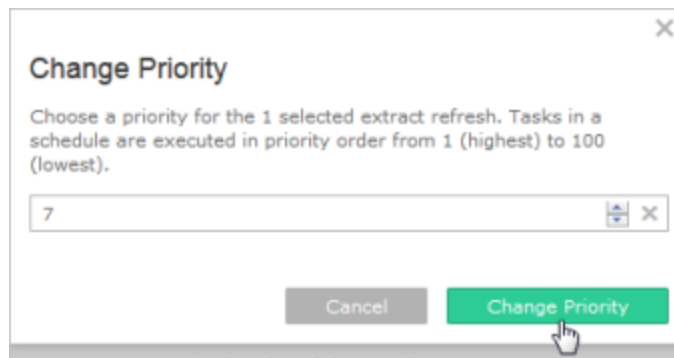 Change Priority
Choose a priority for the 1 selected extract refresh. Tasks in a
schedule are executed in priority order from 1 (highest) to 100
(lowest).
7
Cancel Change Priority